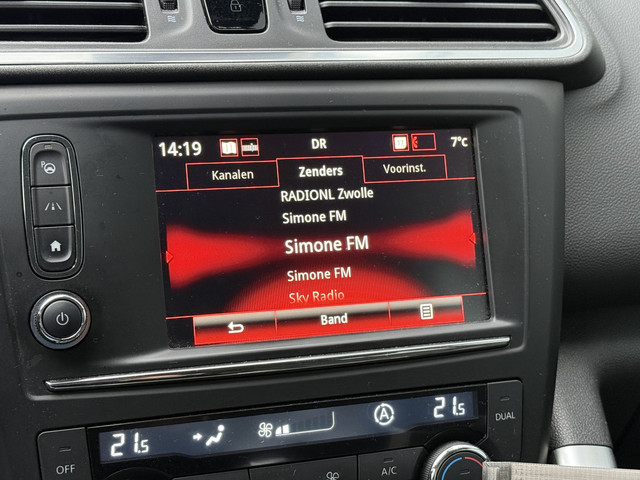 14:19 DR 7°c
Kanalen Zenders Voorinst.
RADIONL Zwolle
Simone FM
Simone FM
Simone FM
Sky Radio
Band
21.5 A 21.5
OFF A/C DUAL